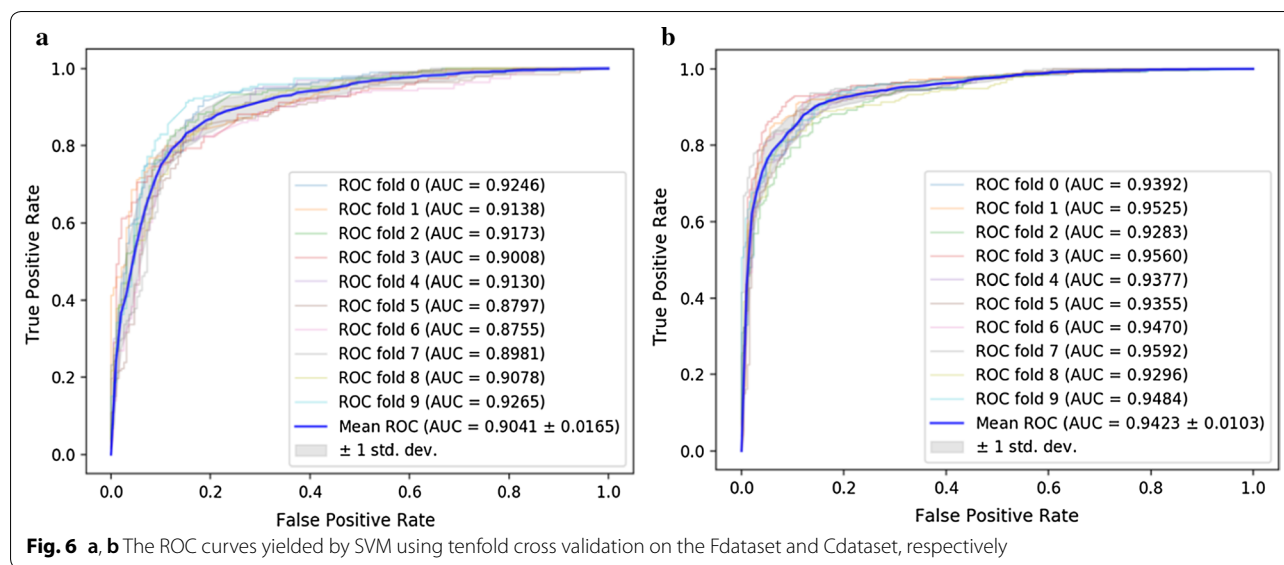 a
1.0
0.8
0.6
0.4
0.2
0.0
True Positive Rate
ROC fold 0 (AUC = 0.9246)
ROC fold 1 (AUC = 0.9138)
ROC fold 2 (AUC = 0.9173)
ROC fold 3 (AUC = 0.9008)
ROC fold 4 (AUC = 0.9130)
ROC fold 5 (AUC = 0.8797)
ROC fold 6 (AUC = 0.8755)
ROC fold 7 (AUC = 0.8981)
ROC fold 8 (AUC = 0.9078)
ROC fold 9 (AUC = 0.9265)
Mean ROC (AUC = 0.9041 ± 0.0165)
± 1 std. dev.
0.0 0.2 0.4 0.6 0.8 1.0
False Positive Rate
b
1.0
0.8
0.6
0.4
0.2
0.0
True Positive Rate
ROC fold 0 (AUC = 0.9392)
ROC fold 1 (AUC = 0.9525)
ROC fold 2 (AUC = 0.9283)
ROC fold 3 (AUC = 0.9560)
ROC fold 4 (AUC = 0.9377)
ROC fold 5 (AUC = 0.9355)
ROC fold 6 (AUC = 0.9470)
ROC fold 7 (AUC = 0.9592)
ROC fold 8 (AUC = 0.9296)
ROC fold 9 (AUC = 0.9484)
Mean ROC (AUC = 0.9423 ± 0.0103)
± 1 std. dev.
0.0 0.2 0.4 0.6 0.8 1.0
False Positive Rate
Fig. 6 a, b The ROC curves yielded by SVM using tenfold cross validation on the Fdataset and Cdataset, respectively